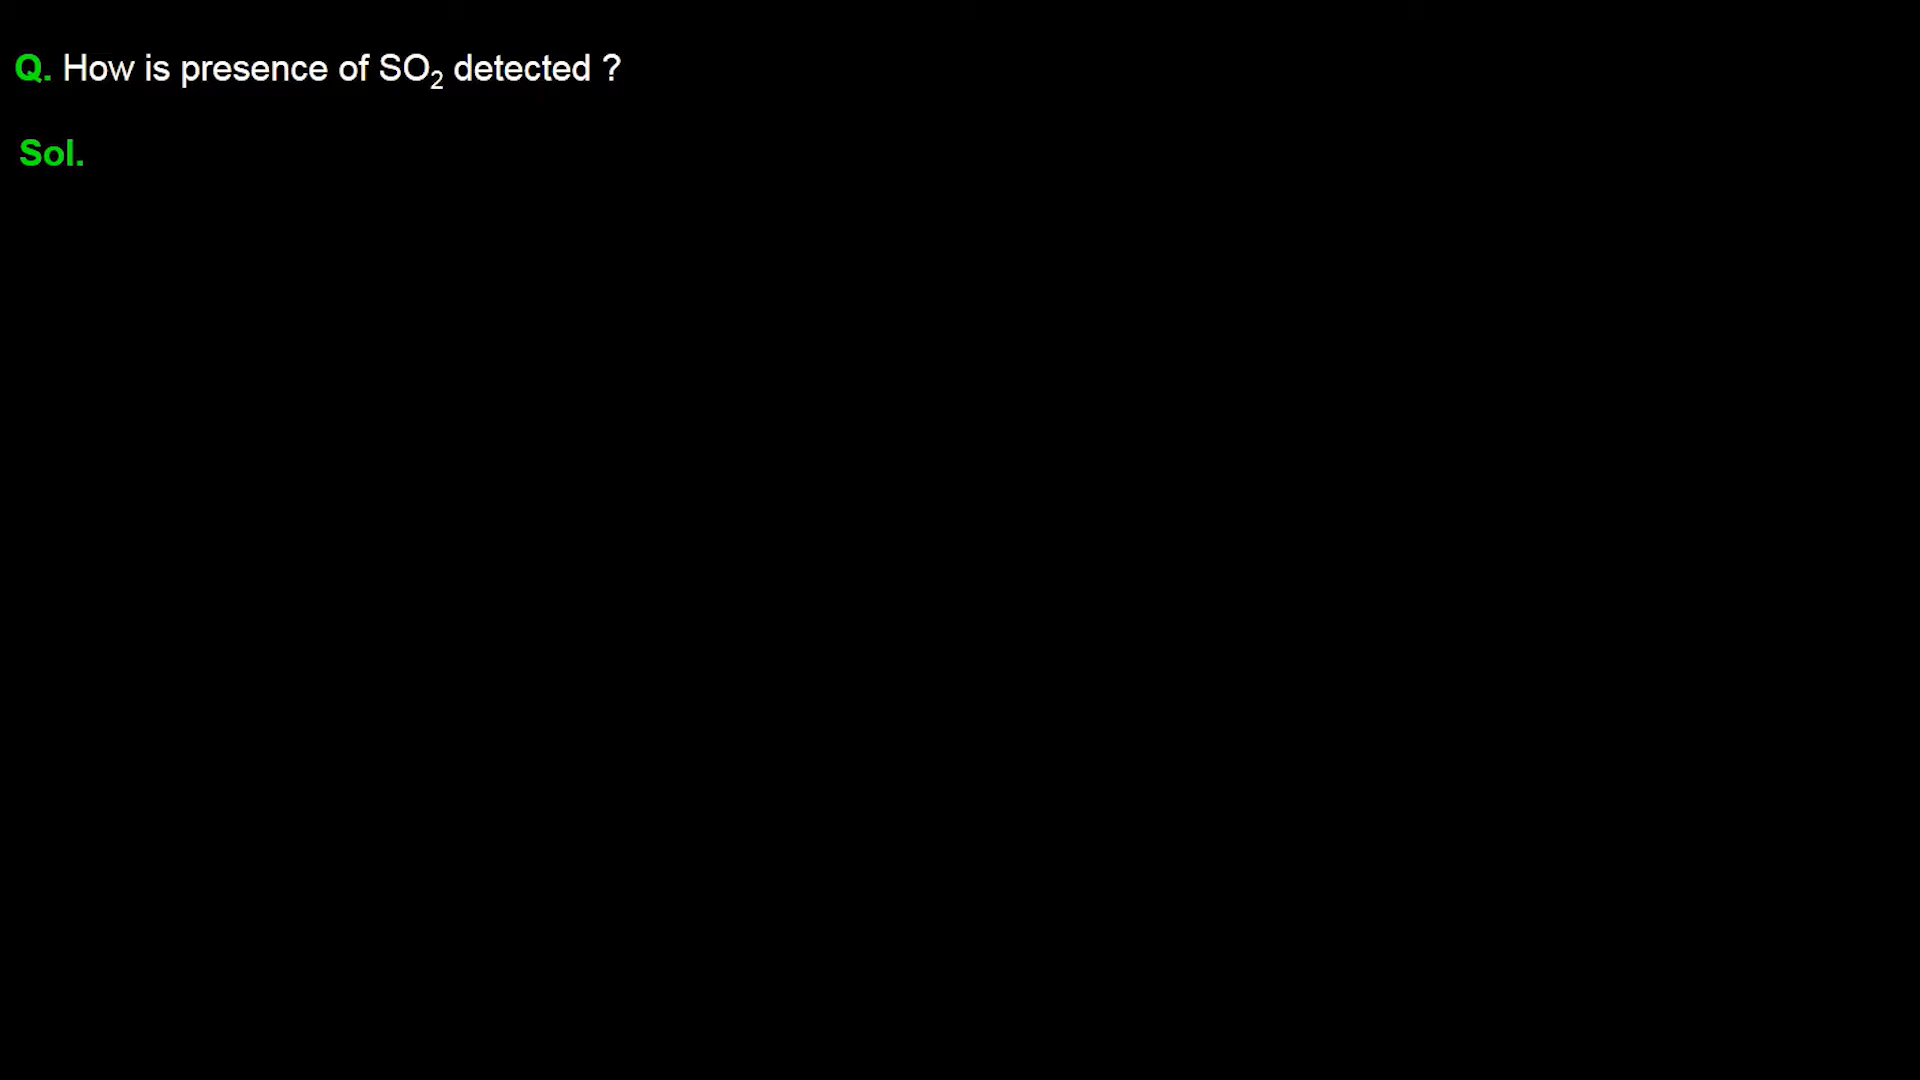 Q. How is presence of SO₂ detected ?
Sol.